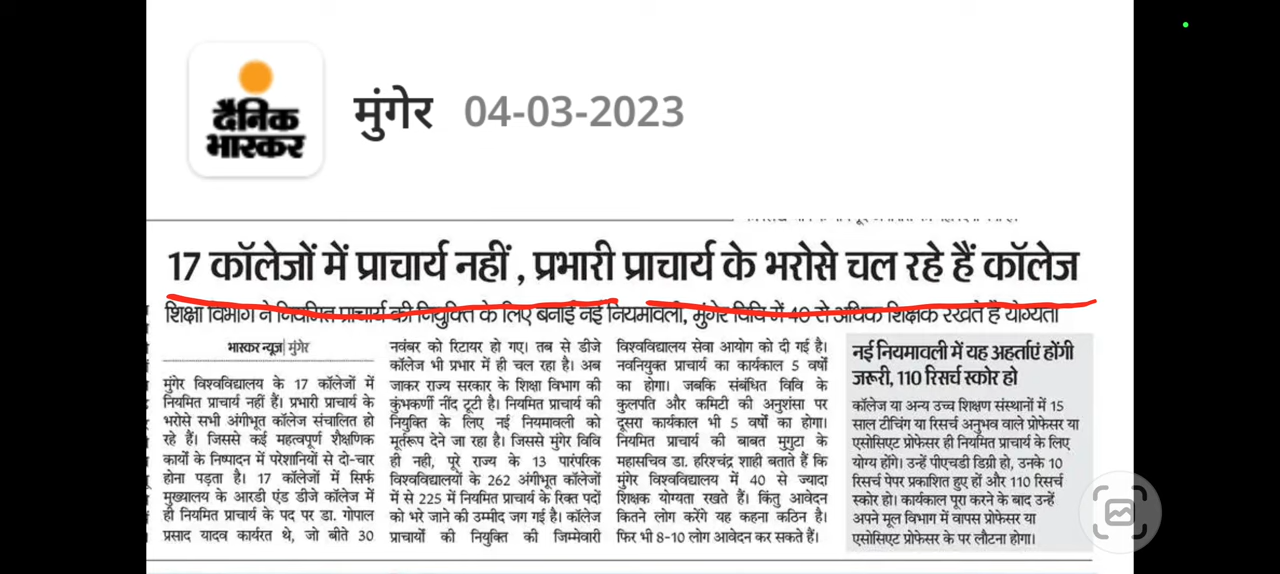 दैनिक
भास्कर
मुंगेर 04-03-2023
17 कॉलेजों में प्राचार्य नहीं, प्रभारी प्राचार्य के भरोसे चल रहे हैं कॉलेज
शिक्षा विभाग ने नियमित प्राचार्य की नियुक्ति के लिए बनाई नई नियमावली, मुंगेर विवि में 40 से अधिक शिक्षक रखते हैं योग्यता
भास्कर न्यूज| मुंगेर
मुंगेर विश्वविद्यालय के 17 कॉलेजों में
नियमित प्राचार्य नहीं हैं। प्रभारी प्राचार्य के
भरोसे सभी अंगीभूत कॉलेज संचालित हो
रहे हैं। जिससे कई महत्वपूर्ण शैक्षणिक
कार्यों के निष्पादन में परेशानियों से दो-चार
होना पड़ता है। 17 कॉलेजों में सिर्फ
मुख्यालय के आरडी एंड डीजे कॉलेज में
ही नियमित प्राचार्य के पद पर डा. गोपाल
प्रसाद यादव कार्यरत थे, जो बीते 30
नवंबर को रिटायर हो गए। तब से डीजे
कॉलेज भी प्रभार में ही चल रहा है। अब
जाकर राज्य सरकार के शिक्षा विभाग की
कुंभकर्णी नींद टूटी है। नियमित प्राचार्य की
नियुक्ति के लिए नई नियमावली को
मूर्तरूप देने जा रहा है। जिससे मुंगेर विवि
ही नही, पूरे राज्य के 13 पारंपरिक
विश्वविद्यालयों के 262 अंगीभूत कॉलेजों
में से 225 में नियमित प्राचार्य के रिक्त पदों
को भरे जाने की उम्मीद जग गई है। कॉलेज
प्राचार्यों की नियुक्ति की जिम्मेवारी
विश्वविद्यालय सेवा आयोग को दी गई है।
नवनियुक्त प्राचार्य का कार्यकाल 5 वर्षो
का होगा। जबकि संबंधित विवि के
कुलपति और कमिटी की अनुशंसा पर
दूसरा कार्यकाल भी 5 वर्षों का होगा।
नियमित प्राचार्य की बाबत मुगुटा के
महासचिव डा. हरिश्चंद्र शाही बताते हैं कि
मुंगेर विश्वविद्यालय में 40 से ज्यादा
शिक्षक योग्यता रखते हैं। किंतु आवेदन
कितने लोग करेंगे यह कहना कठिन है।
फिर भी 8-10 लोग आवेदन कर सकते हैं।
नई नियमावली में यह अहर्ताएं होंगी
जरूरी, 110 रिसर्च स्कोर हो
कॉलेज या अन्य उच्च शिक्षण संस्थानों में 15
साल टीचिंग या रिसर्च अनुभव वाले प्रोफेसर या
एसोसिएट प्रोफेसर ही नियमित प्राचार्य के लिए
योग्य होंगे। उन्हें पीएचडी डिग्री हो, उनके 10
रिसर्च पेपर प्रकाशित हुए हों और 110 रिसर्च
स्कोर हो। कार्यकाल पूरा करने के बाद उन्हें
अपने मूल विभाग में वापस प्रोफेसर या
एसोसिएट प्रोफेसर के पर लौटना होगा।